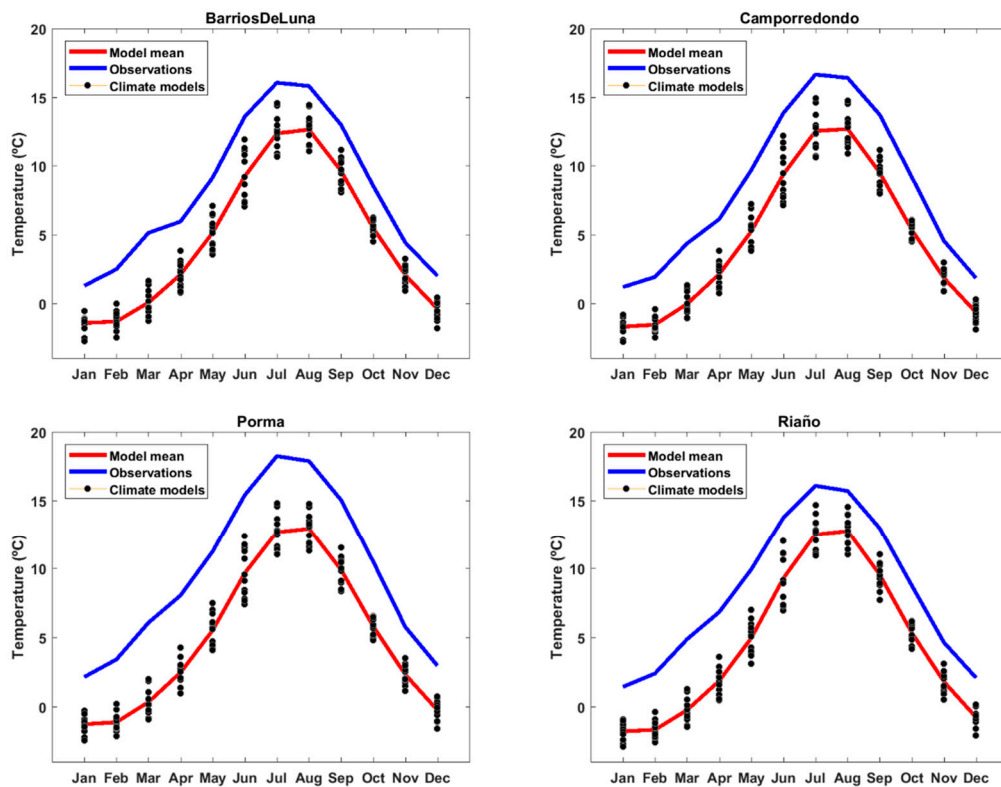 BarriosDeLuna
Temperature (ºC)
20
15
10
5
0
Model mean
Observations
Climate models
Jan Feb Mar Apr May Jun Jul Aug Sep Oct Nov Dec
Camporredondo
Temperature (ºC)
20
15
10
5
0
Model mean
Observations
Climate models
Jan Feb Mar Apr May Jun Jul Aug Sep Oct Nov Dec
Porma
Temperature (ºC)
20
15
10
5
0
Model mean
Observations
Climate models
Jan Feb Mar Apr May Jun Jul Aug Sep Oct Nov Dec
Riaño
Temperature (ºC)
20
15
10
5
0
Model mean
Observations
Climate models
Jan Feb Mar Apr May Jun Jul Aug Sep Oct Nov Dec